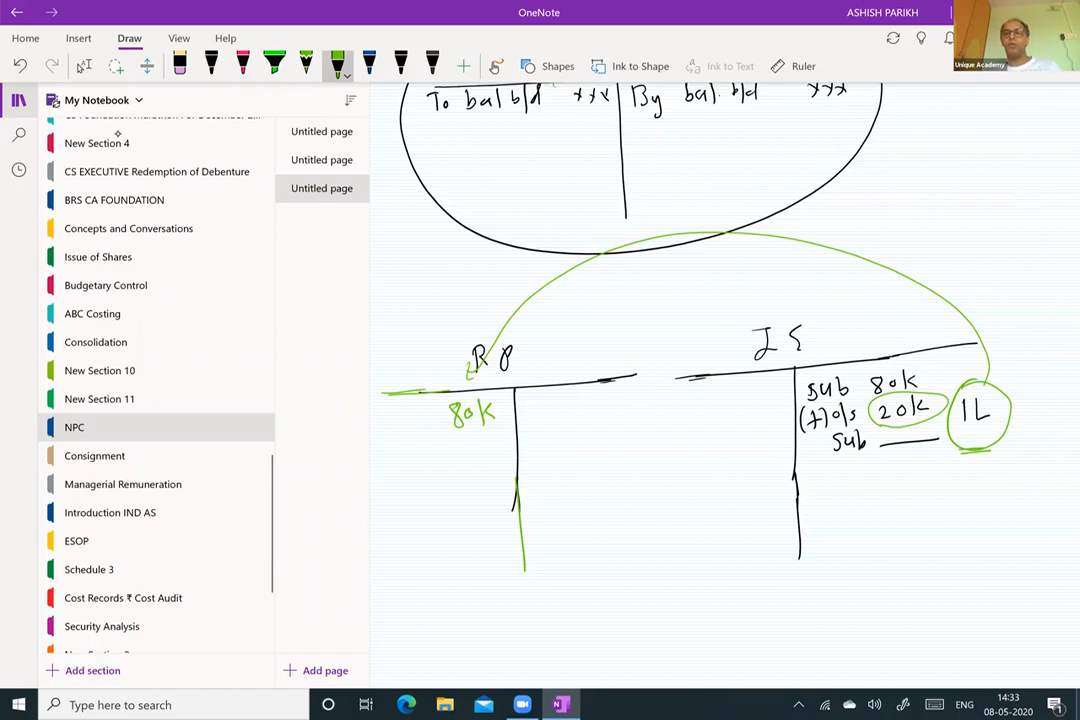 OneNote
ASHISH PARIKH
Unique Academy
Home Insert Draw View Help
Shapes Ink to Shape Ink to Text Ruler
My Notebook
New Section 4
CS EXECUTIVE Redemption of Debenture
BRS CA FOUNDATION
Concepts and Conversations
Issue of Shares
Budgetary Control
ABC Costing
Consolidation
New Section 10
New Section 11
NPC
Consignment
Managerial Remuneration
Introduction IND AS
ESOP
Schedule 3
Cost Records ₹ Cost Audit
Security Analysis
Add section
Untitled page
Untitled page
Untitled page
Add page
To bal b/d xxx By bal. b/d xxx
RP
80K
I S
sub 80K
(+) o/s 20K 1L
sub
Type here to search
ENG
14:33
08-05-2020
1